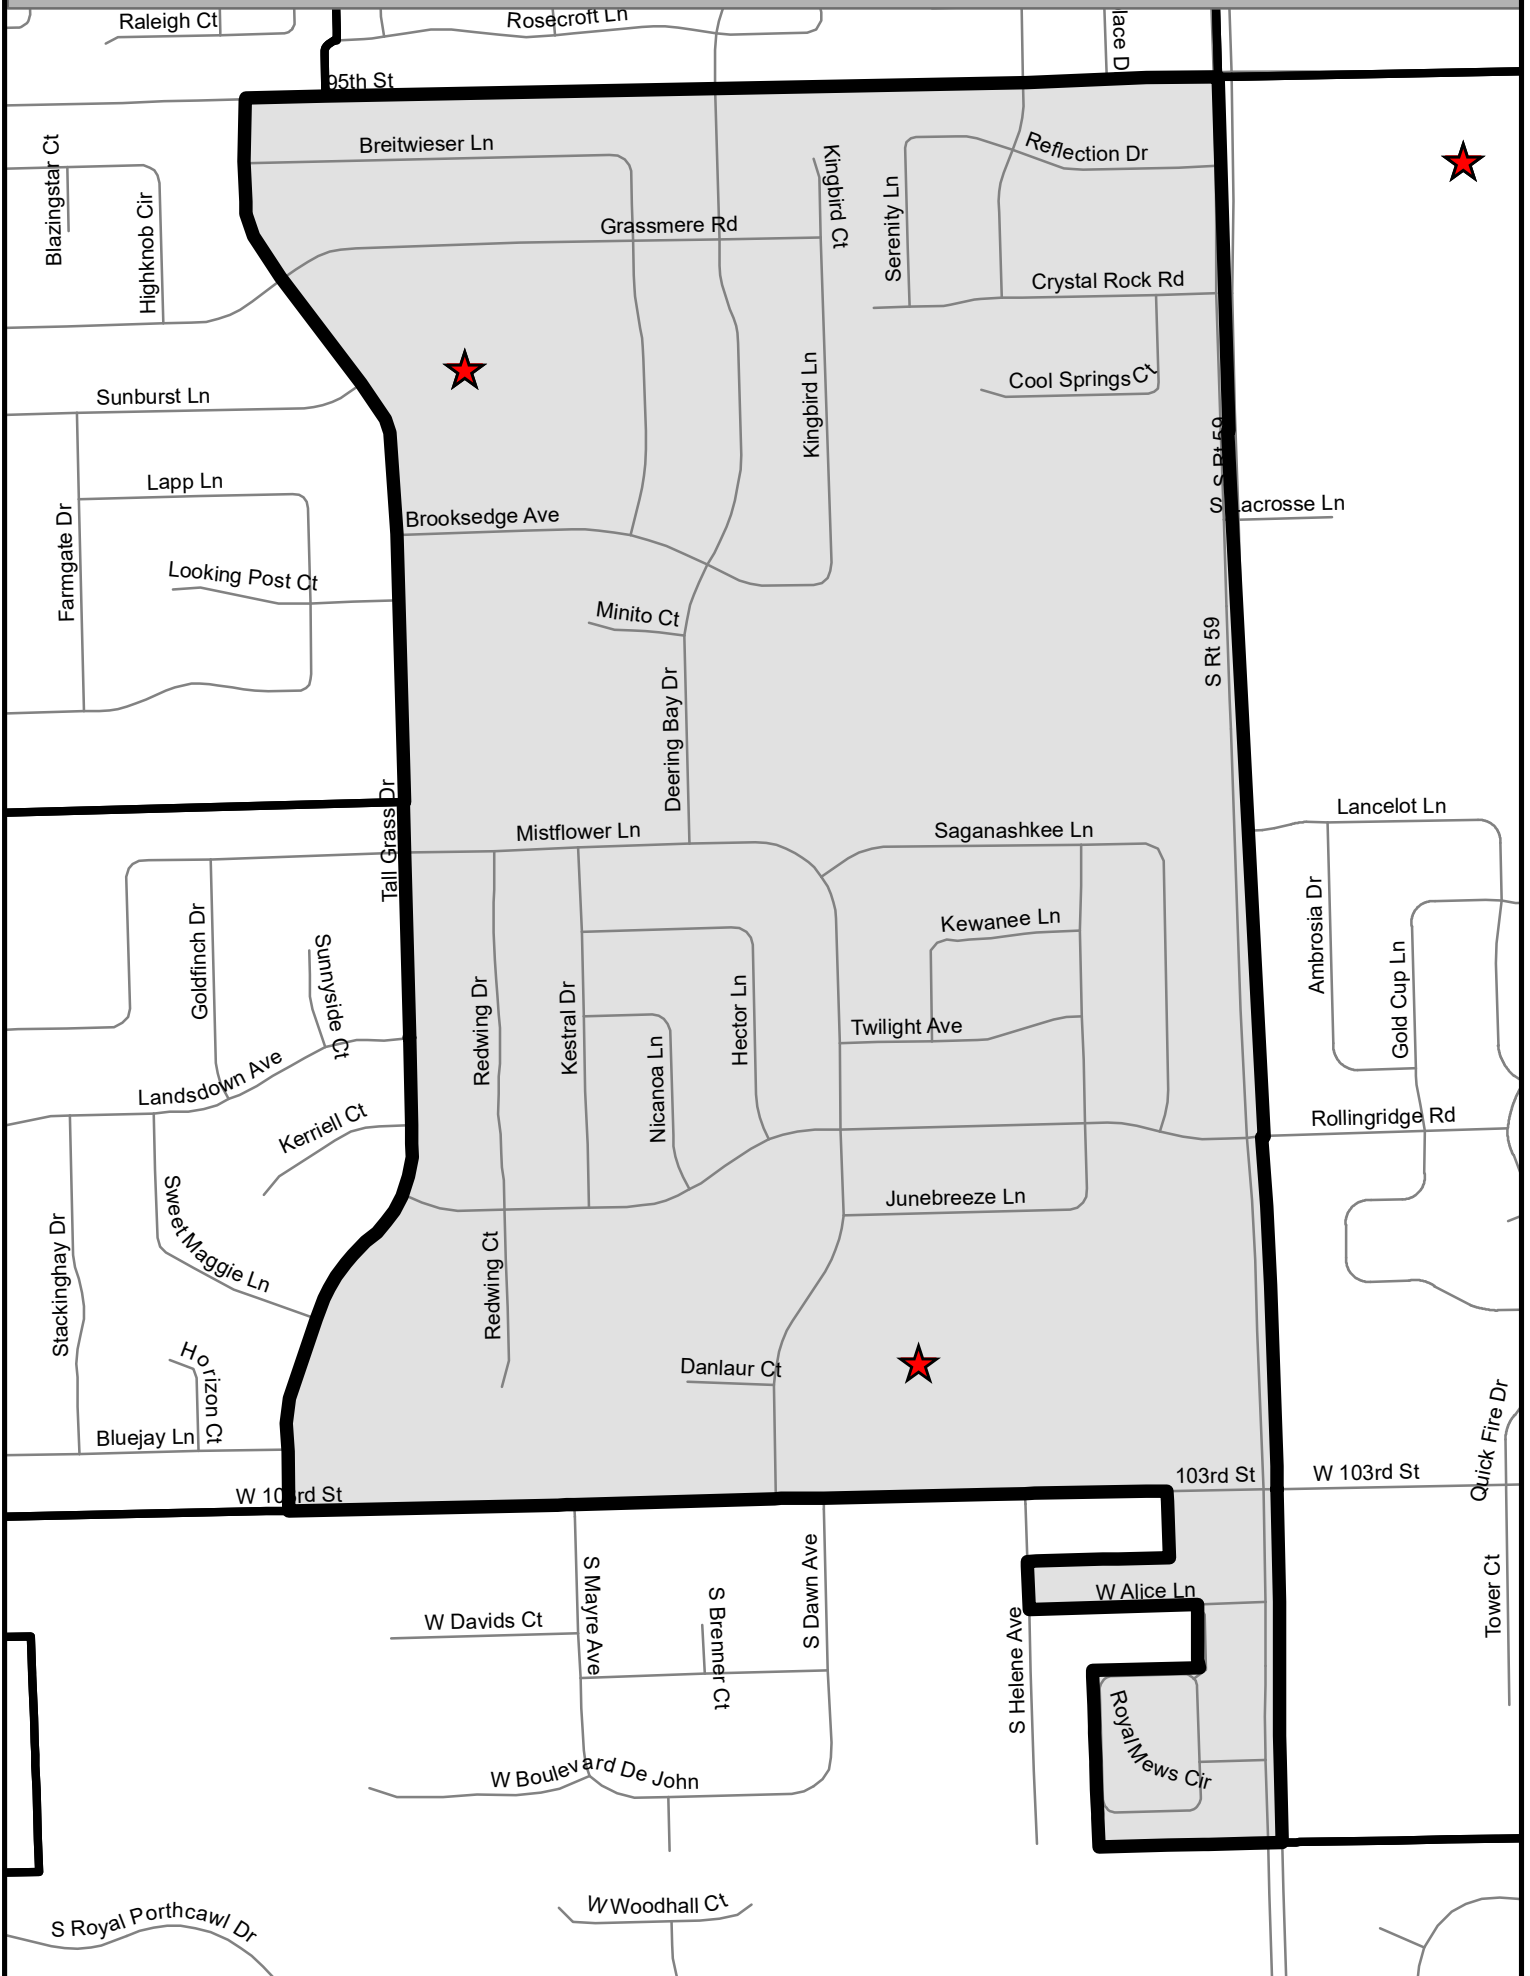 Raleigh Ct
Rosecroft Ln
lace D
95th St
Blazingstar Ct
Highknob Cir
Breitwieser Ln
Grassmere Rd
Kingbird Ct
Serenity Ln
Reflection Dr
Crystal Rock Rd
Cool Springs Ct
Kingbird Ln
Sunburst Ln
Lapp Ln
Farmgate Dr
Looking Post Ct
Brooksedge Ave
S Rt 59
S Lacrosse Ln
Minito Ct
Deering Bay Dr
S Rt 59
Tall Grass Dr
Mistflower Ln
Saganashkee Ln
Lancelot Ln
Goldfinch Dr
Sunnyside Ct
Redwing Dr
Kestral Dr
Nicanoa Ln
Hector Ln
Kewanee Ln
Twilight Ave
Ambrosia Dr
Gold Cup Ln
Landsdown Ave
Kerriell Ct
Rollingridge Rd
Sweet Maggie Ln
Stackinghay Dr
Redwing Ct
Junebreeze Ln
Horizon Ct
Danlaur Ct
Bluejay Ln
Quick Fire Dr
W 103rd St
103rd St
W 103rd St
S Mayre Ave
W Davids Ct
S Brenner Ct
S Dawn Ave
S Helene Ave
W Alice Ln
Tower Ct
Royal Mews Cir
W Boulevard De John
W Woodhall Ct
S Royal Porthcawl Dr